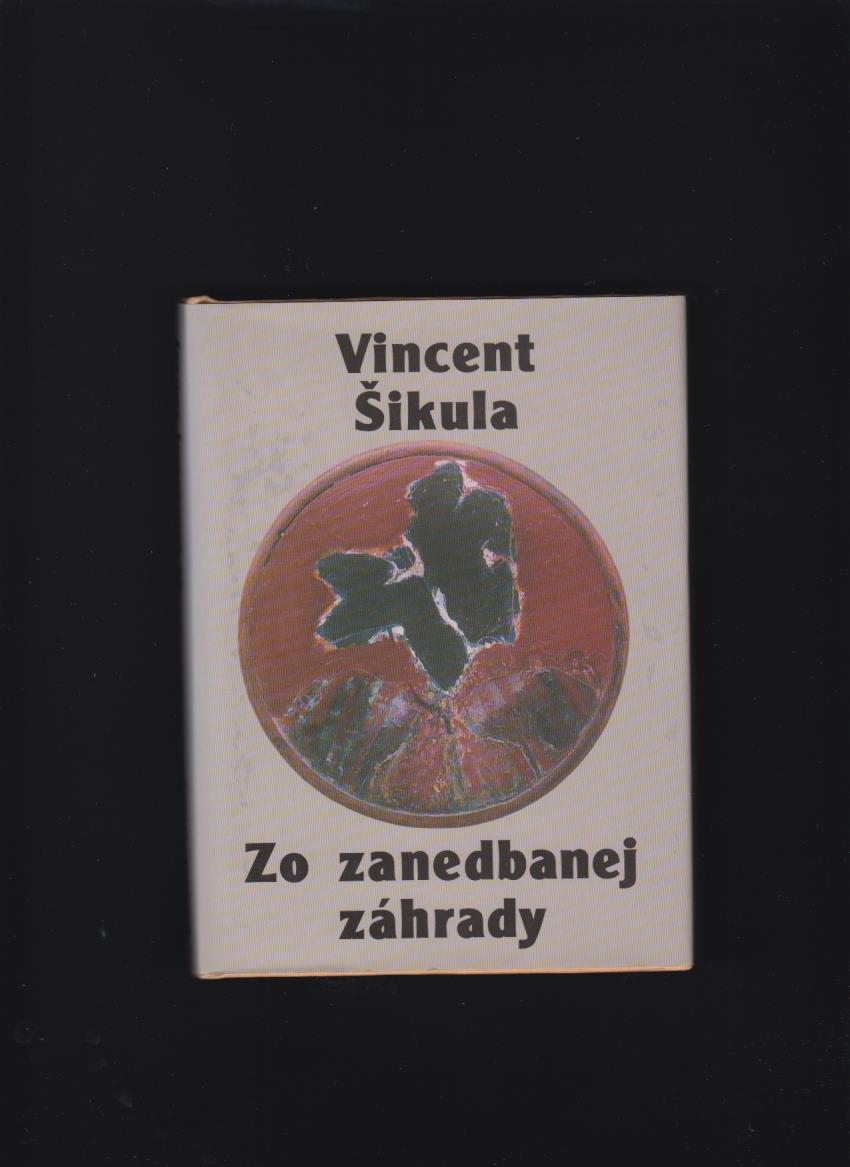 Vincent
Šikula
Zo zanedbanej
záhrady